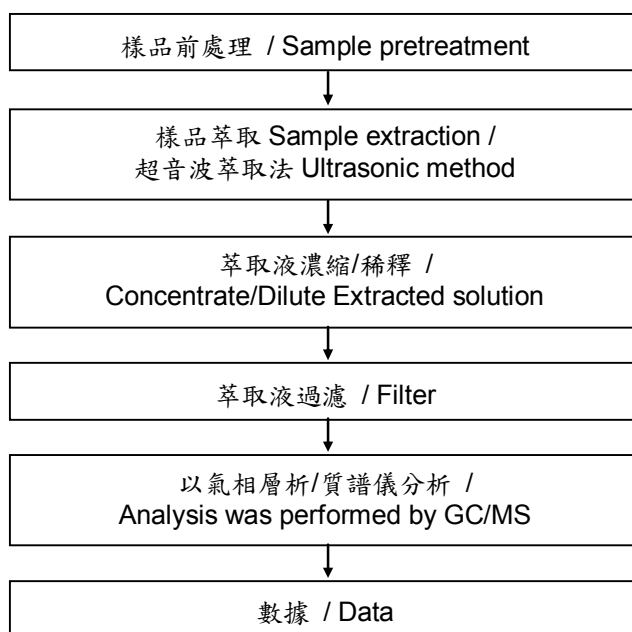 樣品前處理 / Sample pretreatment
樣品萃取 Sample extraction /
超音波萃取法 Ultrasonic method
萃取液濃縮/稀釋 /
Concentrate/Dilute Extracted solution
萃取液過濾 / Filter
以氣相層析/質譜儀分析 /
Analysis was performed by GC/MS
數據 / Data